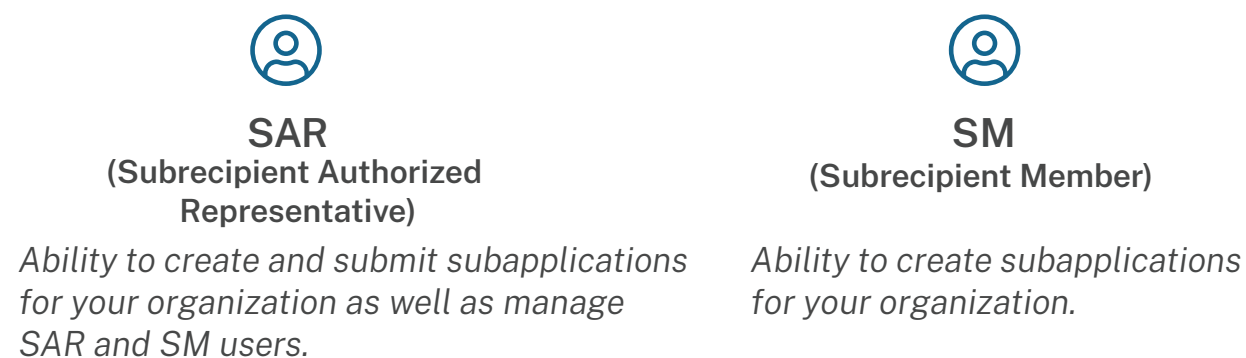 SAR
(Subrecipient Authorized
Representative)
Ability to create and submit subapplications
for your organization as well as manage
SAR and SM users.
SM
(Subrecipient Member)
Ability to create subapplications
for your organization.